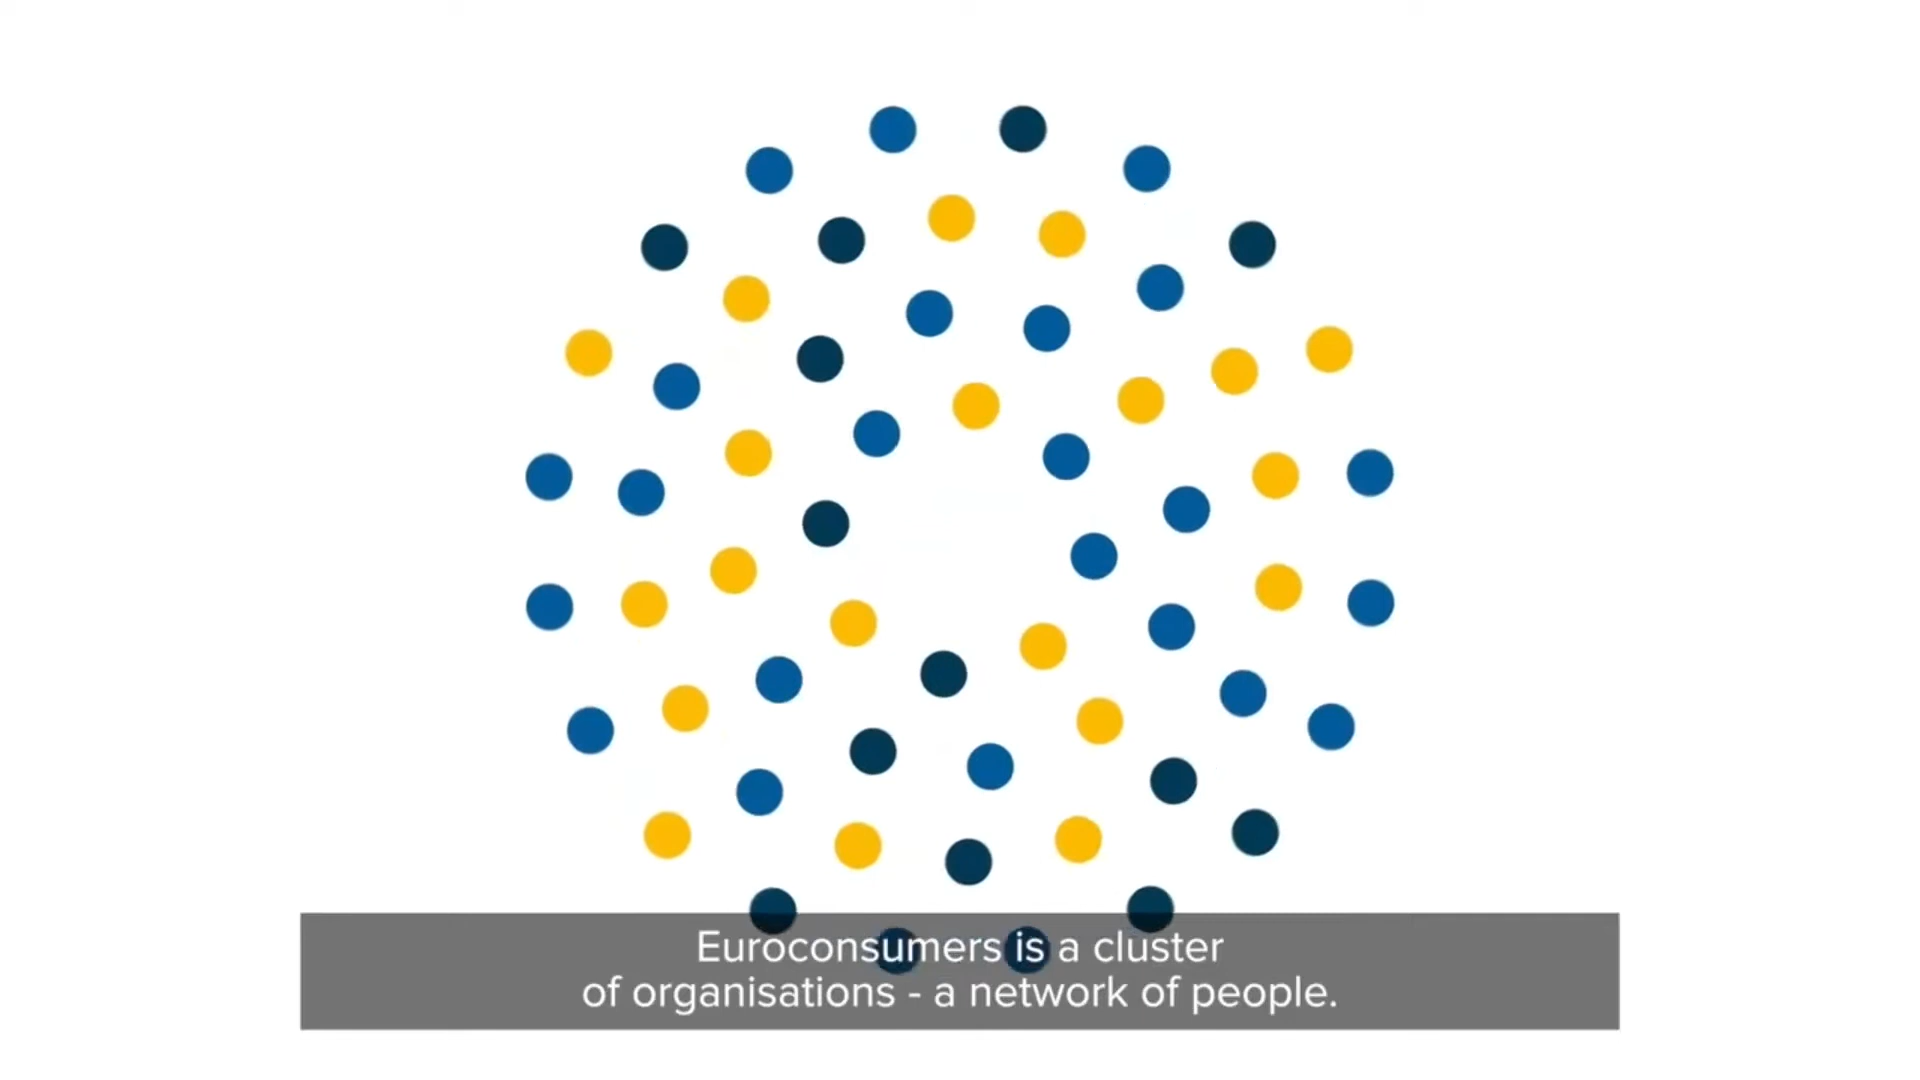 Euroconsumers is a cluster
of organisations - a network of people.